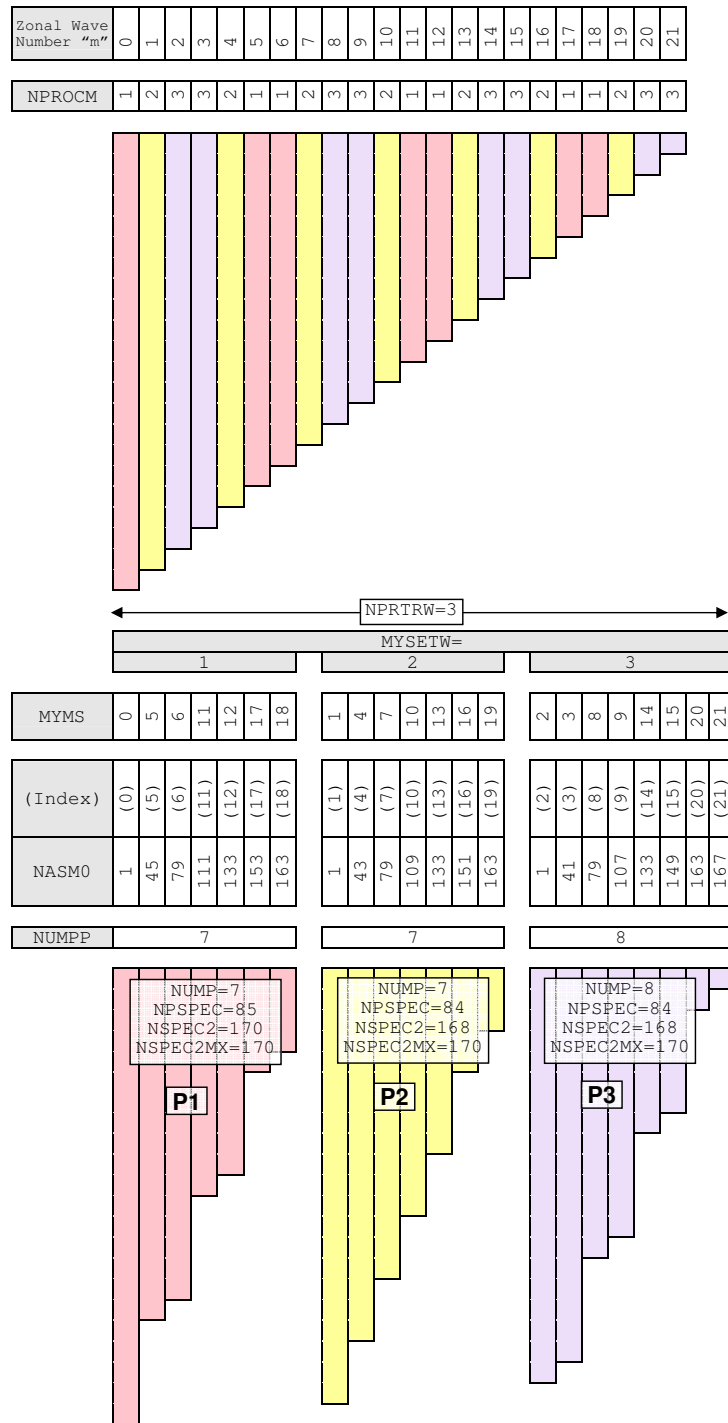 Zonal Wave Number "m" 0 1 2 3 4 5 6 7 8 9 10 11 12 13 14 15 16 17 18 19 20 21
NPROCM 1 2 3 3 2 1 1 2 3 3 2 1 1 2 3 3 2 1 1 2 3 3
NPRTRW=3
MYSETW=
1 2 3
MYMS 0 5 6 11 12 17 18 1 4 7 10 13 16 19 2 3 8 9 14 15 20 21
(Index) (0) (5) (6) (11) (12) (17) (18) (1) (4) (7) (10) (13) (16) (19) (2) (3) (8) (9) (14) (15) (20) (21)
NASM0 1 45 79 111 133 153 163 1 43 79 109 133 151 163 1 41 79 107 133 149 163 167
NUMPP 7 7 8
NUMP=7
NPSPEC=85
NSPEC2=170
NSPEC2MX=170
P1
NUMP=7
NPSPEC=84
NSPEC2=168
NSPEC2MX=170
P2
NUMP=8
NPSPEC=84
NSPEC2=168
NSPEC2MX=170
P3